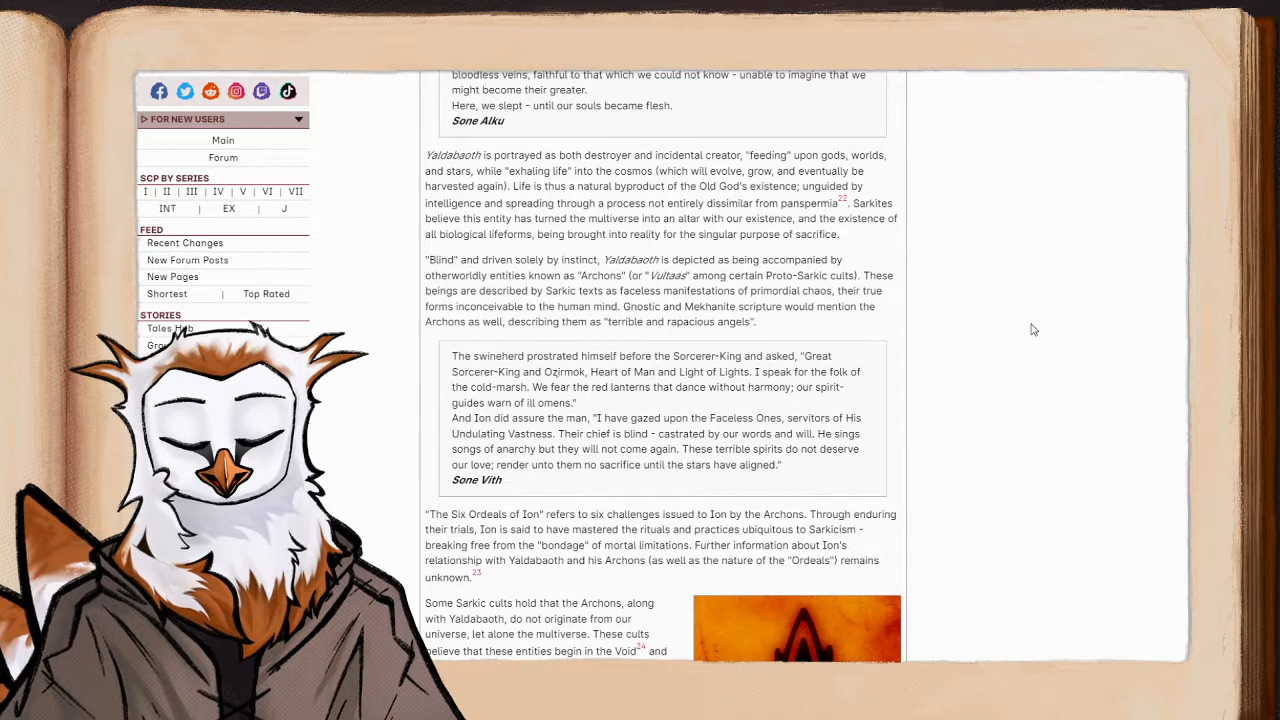 FOR NEW USERS
Main
Forum
SCP BY SERIES
I | II | III | IV | V | VI | VII
INT | EX | J
FEED
Recent Changes
New Forum Posts
New Pages
Shortest | Top Rated
STORIES
Tales Hub
bloodless veins, faithful to that which we could not know - unable to imagine that we
might become their greater.
Here, we slept - until our souls became flesh.
Sone Alku
Yaldabaoth is portrayed as both destroyer and incidental creator, "feeding" upon gods, worlds,
and stars, while "exhaling life" into the cosmos (which will evolve, grow, and eventually be
harvested again). Life is thus a natural byproduct of the Old God's existence; unguided by
intelligence and spreading through a process not entirely dissimilar from panspermia22. Sarkites
believe this entity has turned the multiverse into an altar with our existence, and the existence of
all biological lifeforms, being brought into reality for the singular purpose of sacrifice.
"Blind" and driven solely by instinct, Yaldabaoth is depicted as being accompanied by
otherworldly entities known as "Archons" (or "Vultaas" among certain Proto-Sarkic cults). These
beings are described by Sarkic texts as faceless manifestations of primordial chaos, their true
forms inconceivable to the human mind. Gnostic and Mekhanite scripture would mention the
Archons as well, describing them as "terrible and rapacious angels".
The swineherd prostrated himself before the Sorcerer-King and asked, "Great
Sorcerer-King and Ozi̮rmok, Heart of Man and Light of Lights. I speak for the folk of
the cold-marsh. We fear the red lanterns that dance without harmony; our spirit-
guides warn of ill omens."
And Ion did assure the man, "I have gazed upon the Faceless Ones, servitors of His
Undulating Vastness. Their chief is blind - castrated by our words and will. He sings
songs of anarchy but they will not come again. These terrible spirits do not deserve
our love; render unto them no sacrifice until the stars have aligned."
Sone Vith
"The Six Ordeals of Ion" refers to six challenges issued to Ion by the Archons. Through enduring
their trials, Ion is said to have mastered the rituals and practices ubiquitous to Sarkicism -
breaking free from the "bondage" of mortal limitations. Further information about Ion's
relationship with Yaldabaoth and his Archons (as well as the nature of the "Ordeals") remains
unknown.23
Some Sarkic cults hold that the Archons, along
with Yaldabaoth, do not originate from our
universe, let alone the multiverse. These cults
believe that these entities begin in the Void24 and